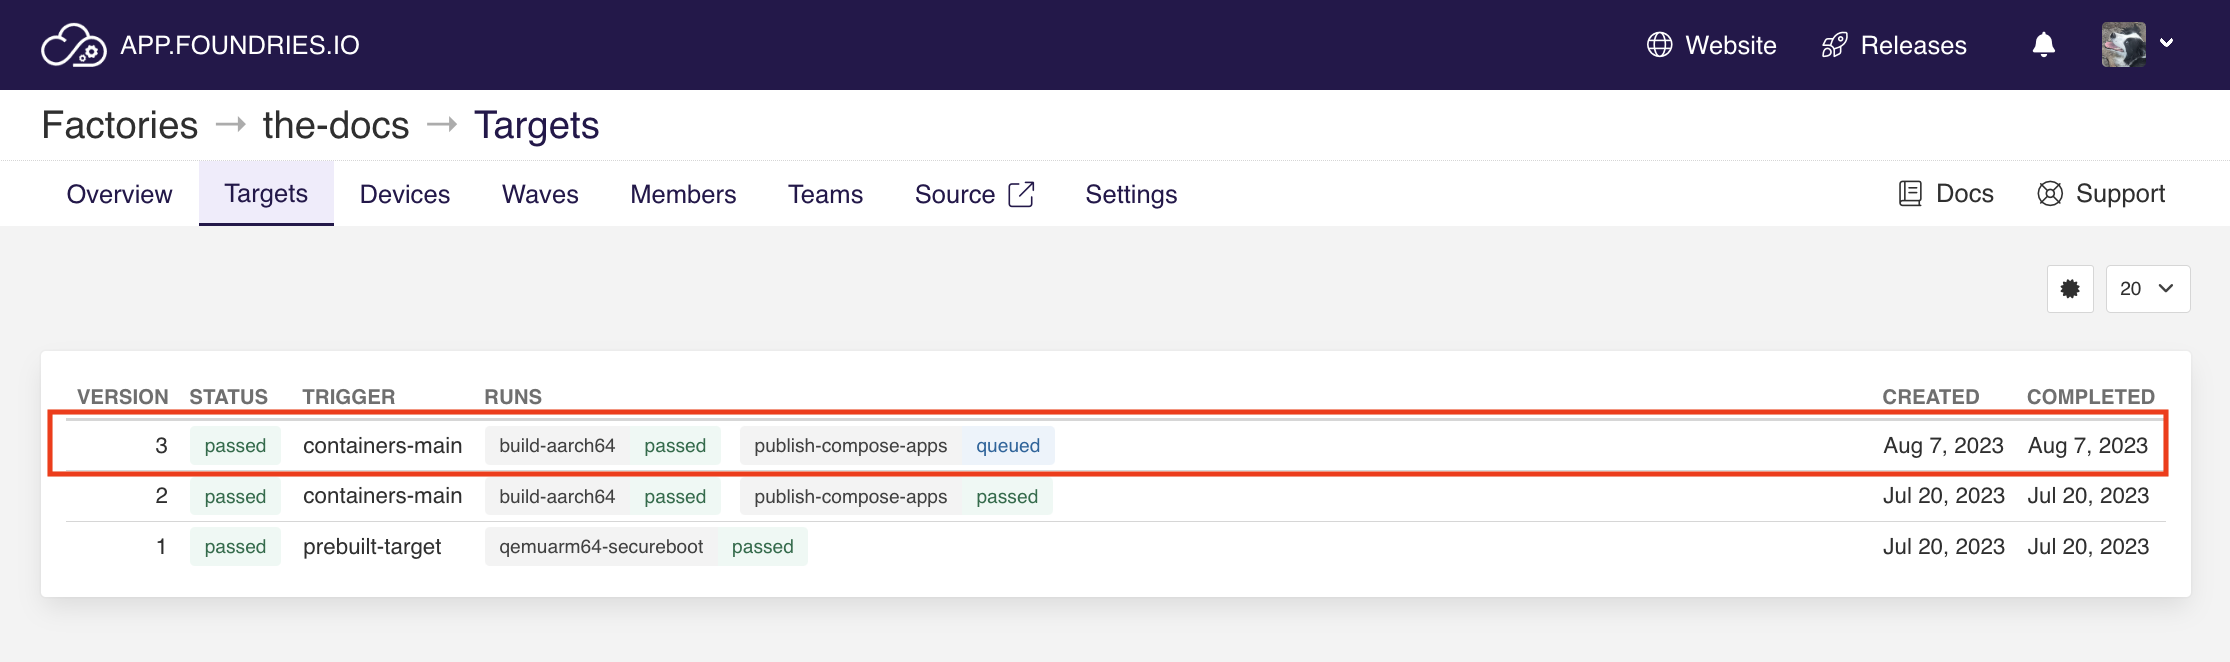 APP.FOUNDRIES.IO Website Releases
Factories → the-docs → Targets
Overview Targets Devices Waves Members Teams Source Settings Docs Support
20
VERSION STATUS TRIGGER RUNS CREATED COMPLETED
3 passed containers-main build-aarch64 passed publish-compose-apps queued Aug 7, 2023 Aug 7, 2023
2 passed containers-main build-aarch64 passed publish-compose-apps passed Jul 20, 2023 Jul 20, 2023
1 passed prebuilt-target qemuarm64-secureboot passed Jul 20, 2023 Jul 20, 2023